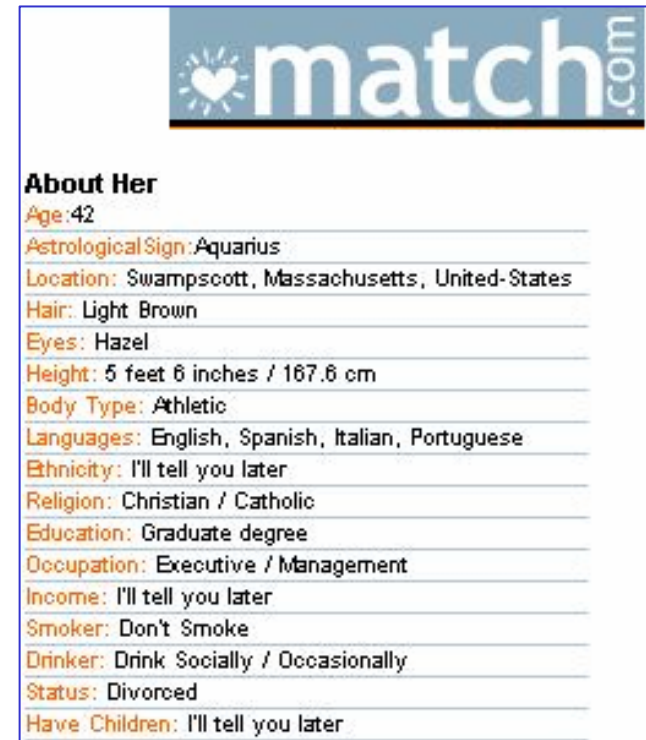 match.com
About Her
Age:42
AstrologicalSign:Aquarius
Location: Swampscott, Massachusetts, United-States
Hair: Light Brown
Eyes: Hazel
Height: 5 feet 6 inches / 167.6 cm
Body Type: Athletic
Languages: English, Spanish, Italian, Portuguese
Ethnicity: I'll tell you later
Religion: Christian / Catholic
Education: Graduate degree
Occupation: Executive / Management
Income: I'll tell you later
Smoker: Don't Smoke
Drinker: Drink Socially / Occasionally
Status: Divorced
Have Children: I'll tell you later